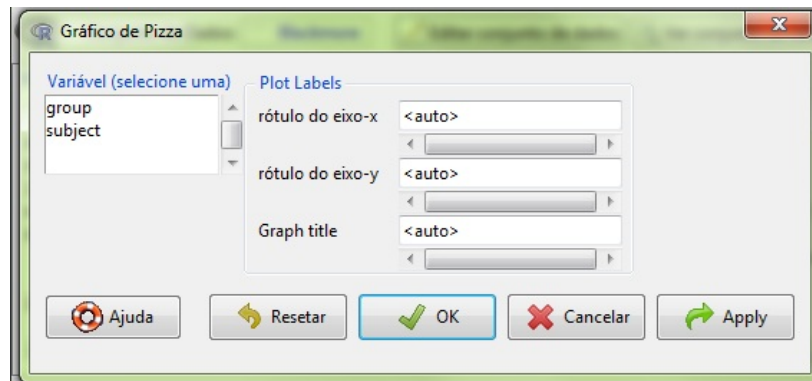 Gráfico de Pizza
Variável (selecione uma)
group
subject
Plot Labels
rótulo do eixo-x
<auto>
rótulo do eixo-y
<auto>
Graph title
<auto>
Ajuda
Resetar
OK
Cancelar
Apply